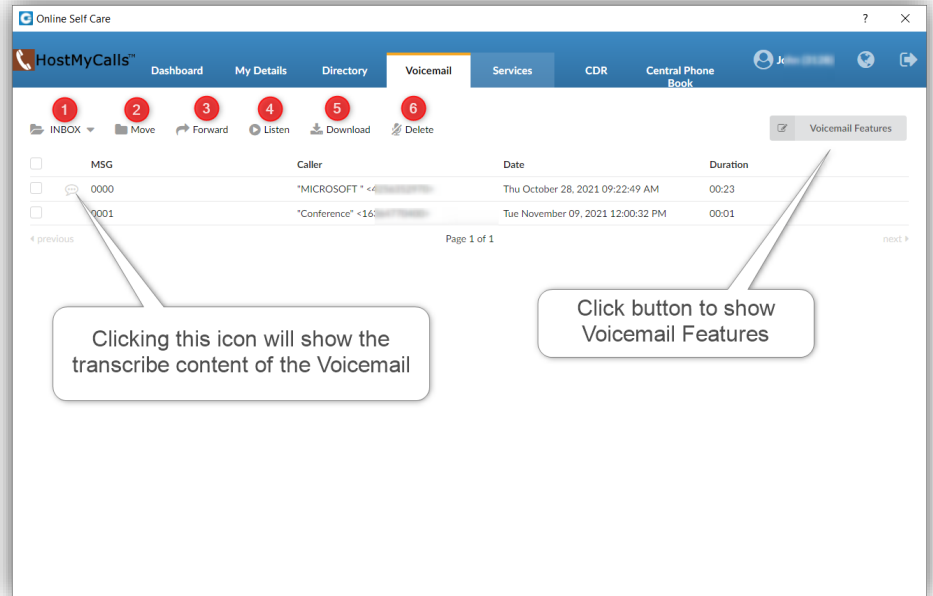 Online Self Care ? ×
HostMyCalls™
Dashboard My Details Directory Voicemail Services CDR Central Phone Book
1 2 3 4 5 6
INBOX Move Forward Listen Download Delete Voicemail Features
MSG Caller Date Duration
0000 "MICROSOFT " < Thu October 28, 2021 09:22:49 AM 00:23
0001 "Conference" <16 Tue November 09, 2021 12:00:32 PM 00:01
previous Page 1 of 1 next
Click button to show
Voicemail Features
Clicking this icon will show the
transcribe content of the Voicemail